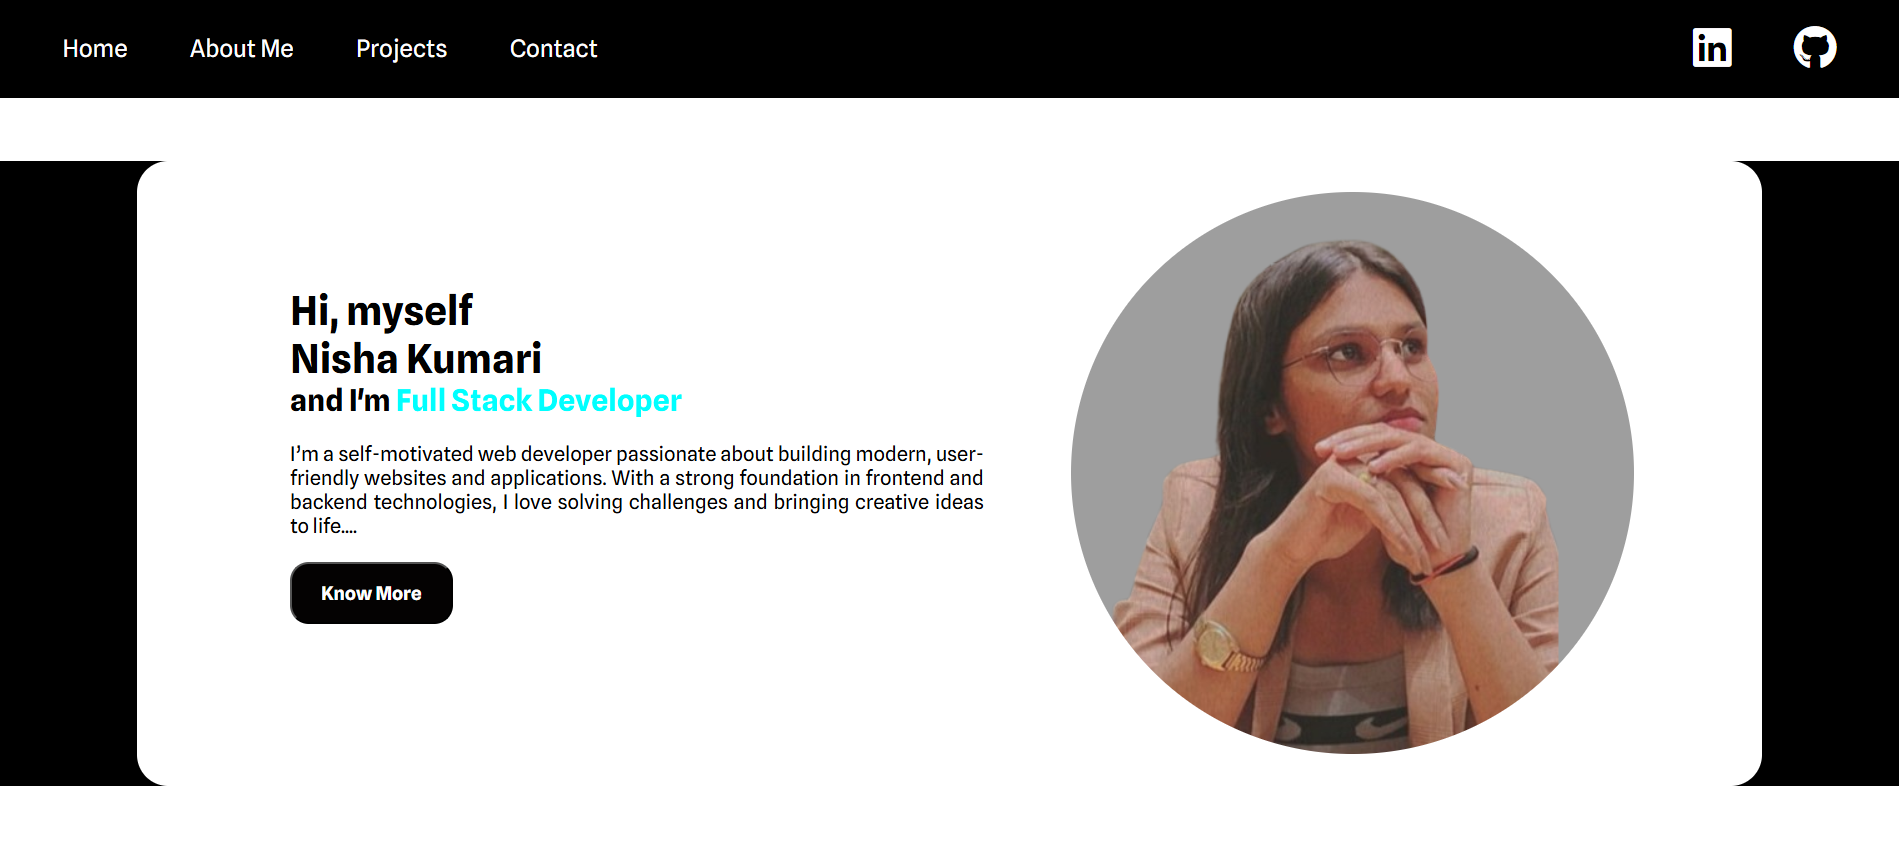 Home About Me Projects Contact in
Hi, myself
Nisha Kumari
and I'm Full Stack Developer
I’m a self-motivated web developer passionate about building modern, user-
friendly websites and applications. With a strong foundation in frontend and
backend technologies, I love solving challenges and bringing creative ideas
to life....
Know More